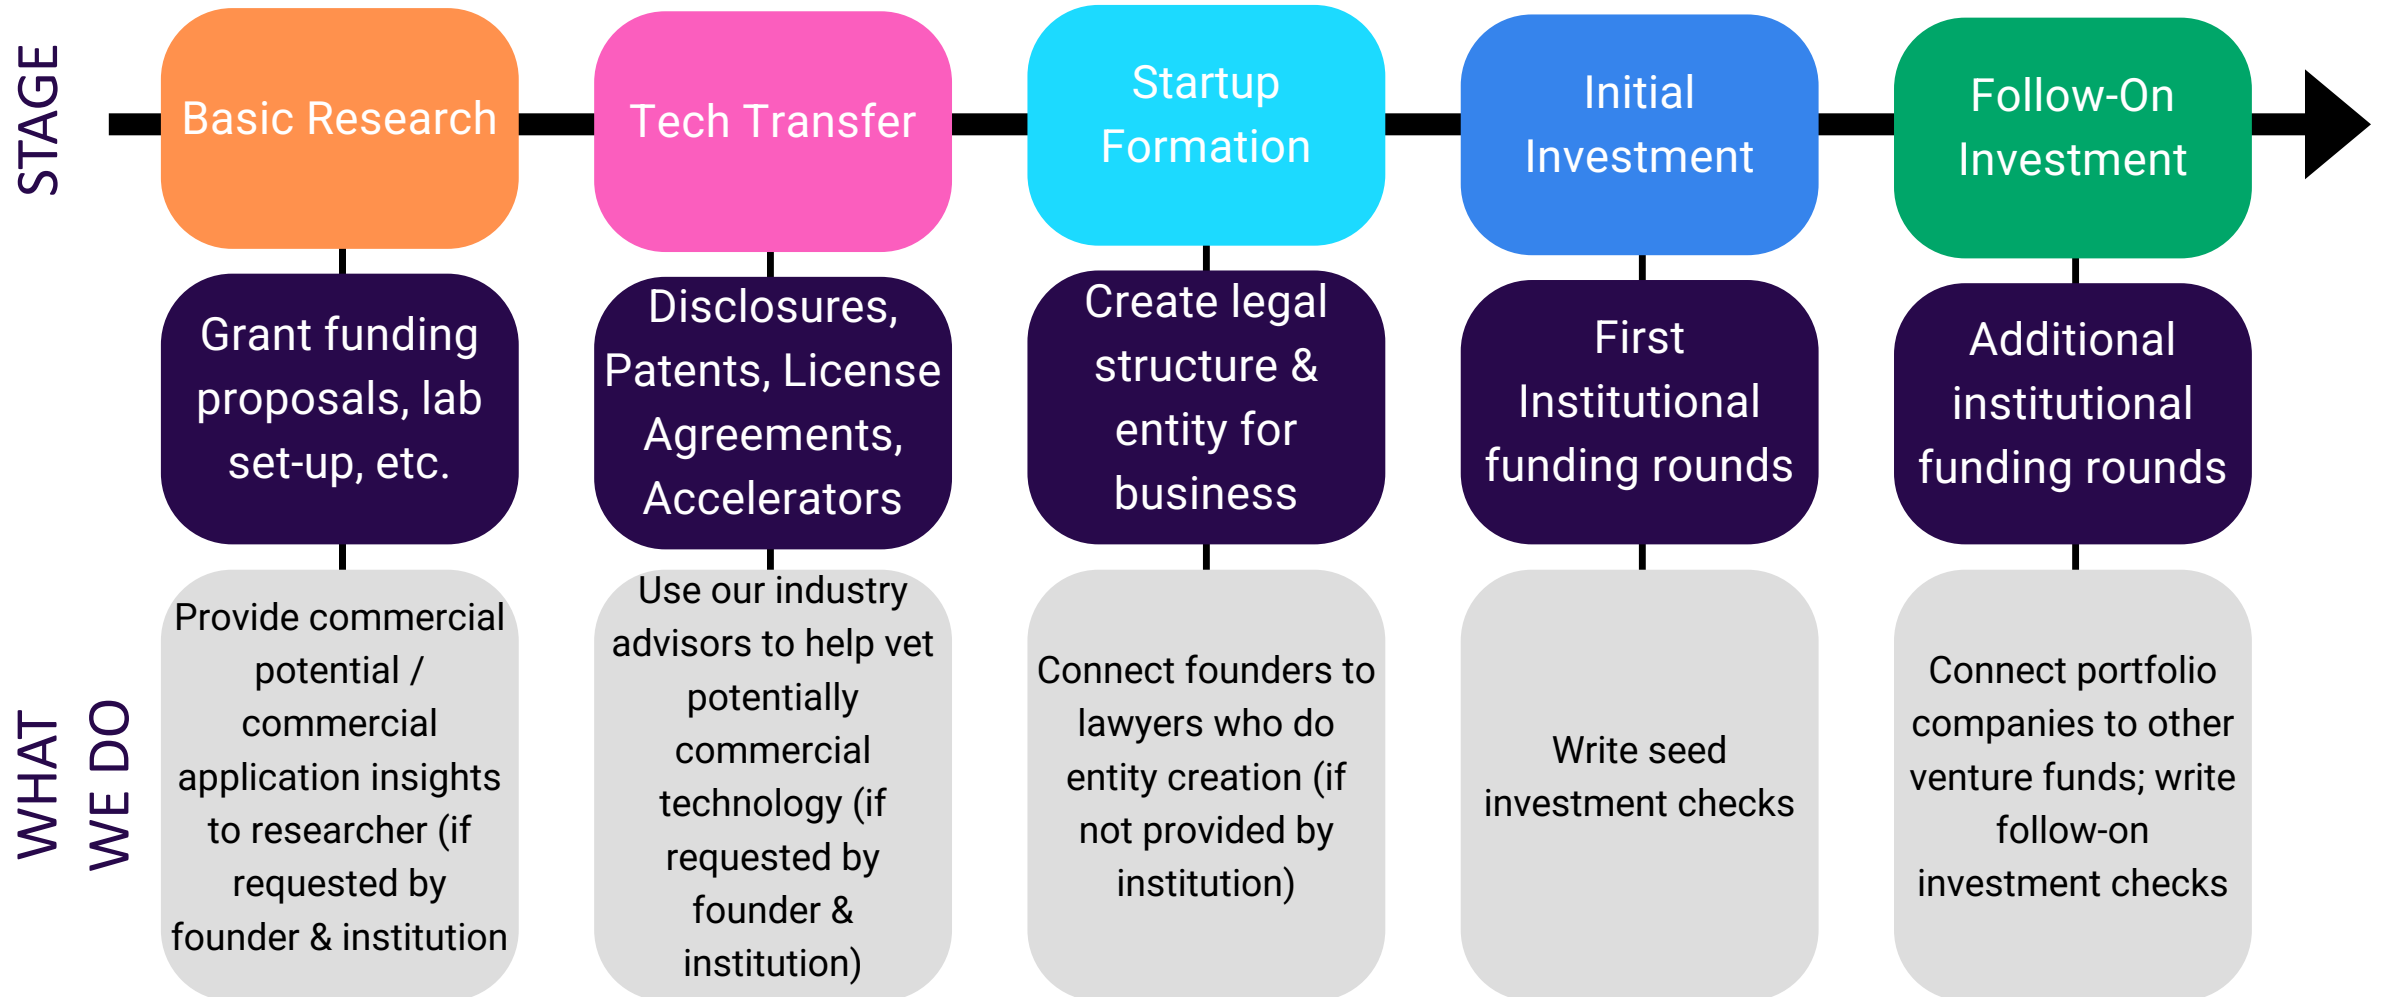 STAGE
Basic Research
Tech Transfer
Startup
Formation
Initial
Investment
Follow-On
Investment
Grant funding
proposals, lab
set-up, etc.
Disclosures,
Patents, License
Agreements,
Accelerators
Create legal
structure &
entity for
business
First
Institutional
funding rounds
Additional
institutional
funding rounds
WHAT
WE DO
Provide commercial
potential /
commercial
application insights
to researcher (if
requested by
founder & institution
Use our industry
advisors to help vet
potentially
commercial
technology (if
requested by
founder &
institution)
Connect founders to
lawyers who do
entity creation (if
not provided by
institution)
Write seed
investment checks
Connect portfolio
companies to other
venture funds; write
follow-on
investment checks